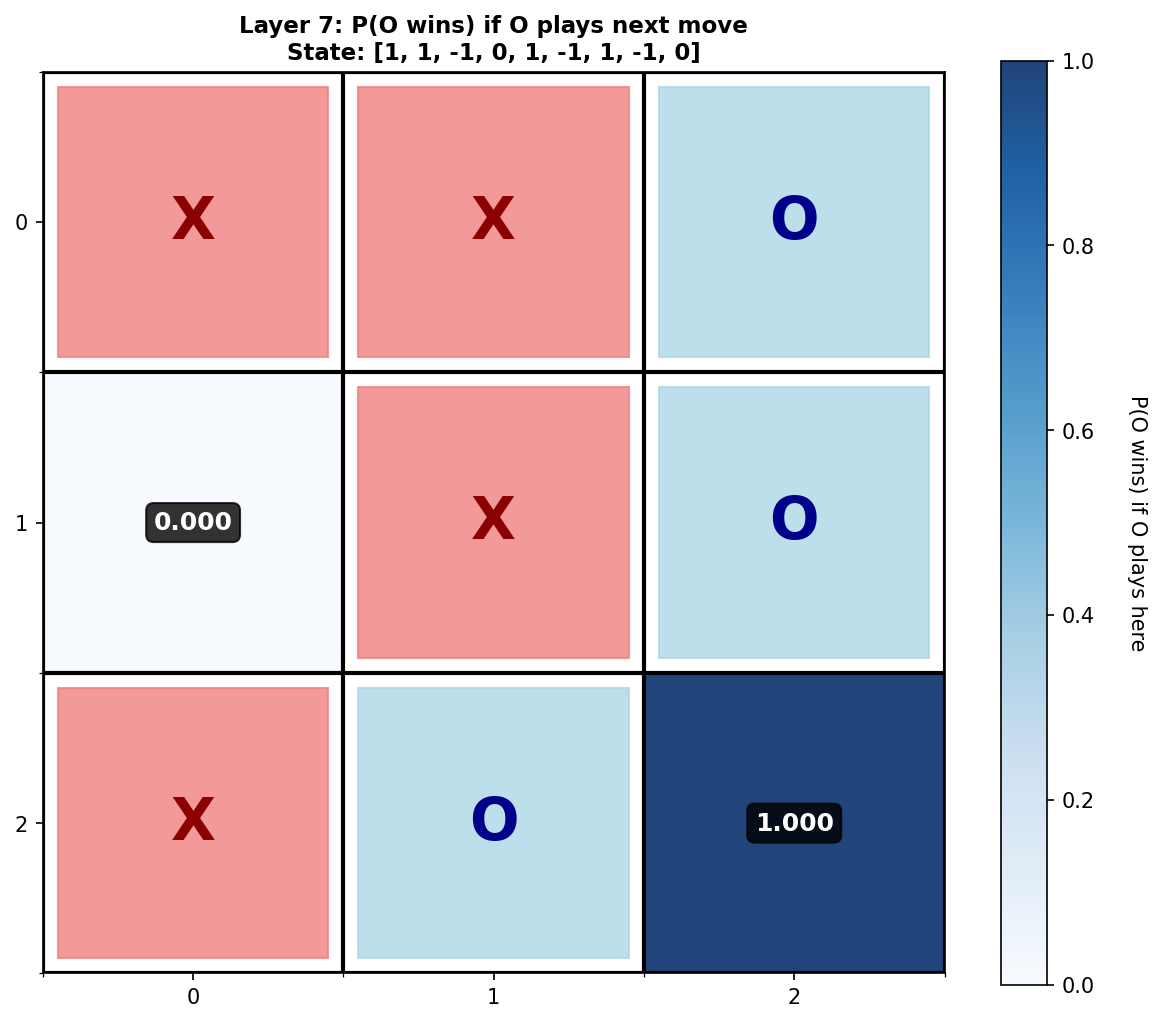 Layer 7: P(O wins) if O plays next move
State: [1, 1, -1, 0, 1, -1, 1, -1, 0]
0
X
X
O
1
0.000
X
O
2
X
O
1.000
0
1
2
1.0
0.8
0.6
0.4
0.2
0.0
P(O wins) if O plays here